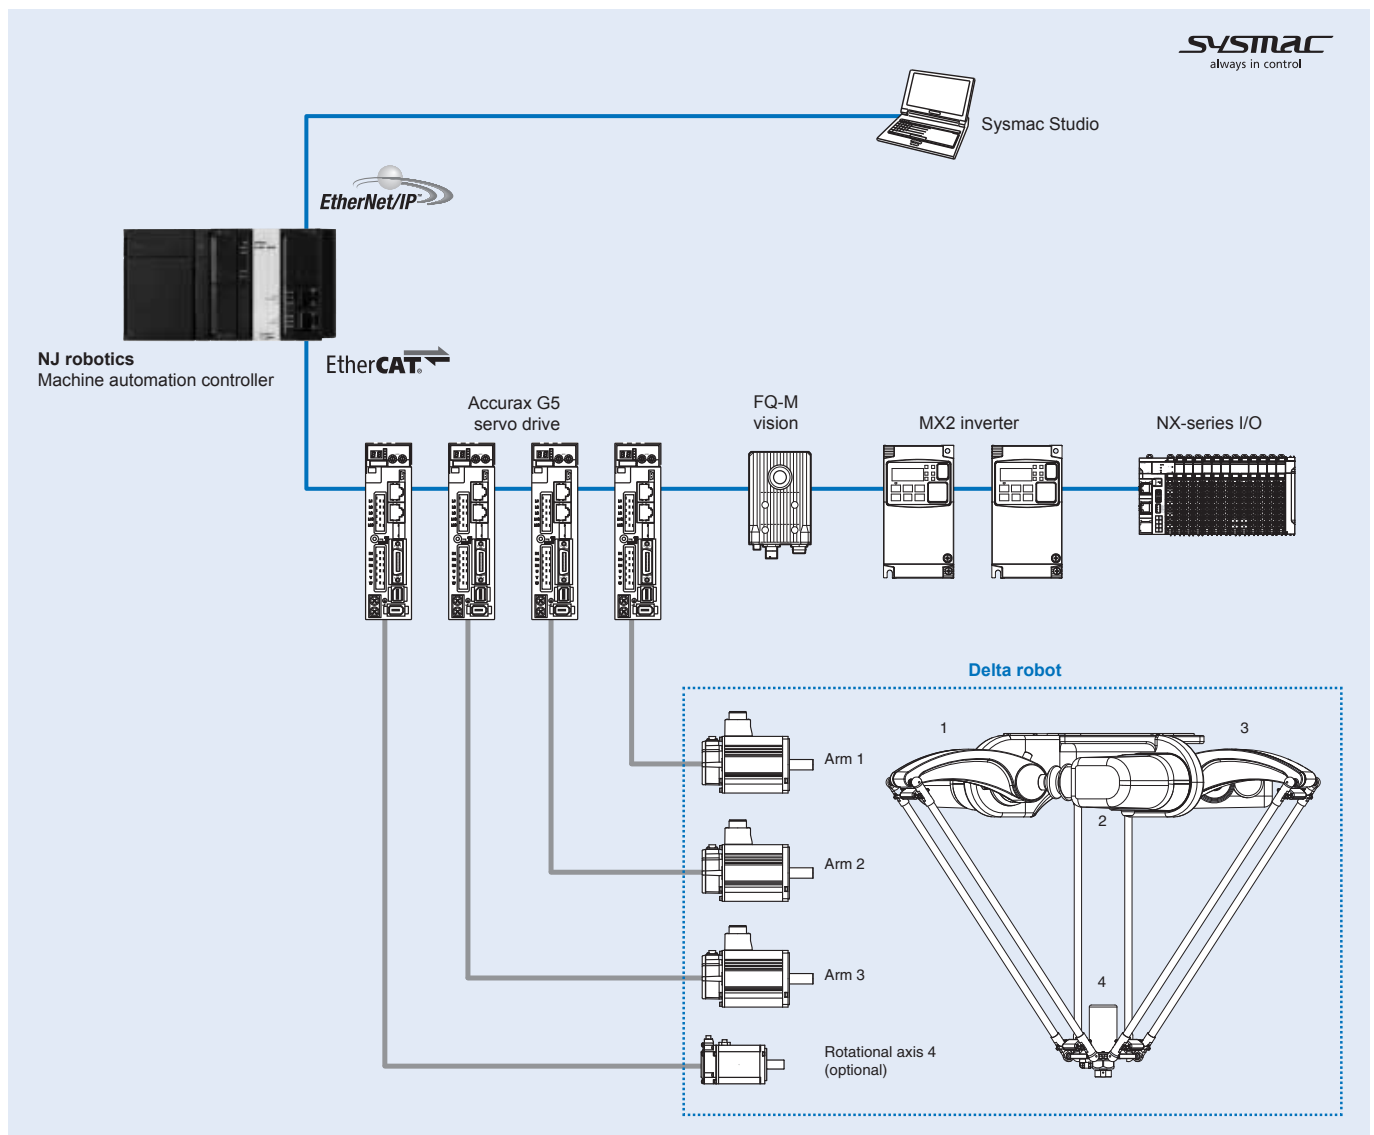 sysmac
always in control
Sysmac Studio
EtherNet/IP™
NJ robotics
Machine automation controller
EtherCAT®
Accurax G5
servo drive
FQ-M
vision
MX2 inverter
NX-series I/O
Delta robot
1
3
Arm 1
2
Arm 2
Arm 3
4
Rotational axis 4
(optional)